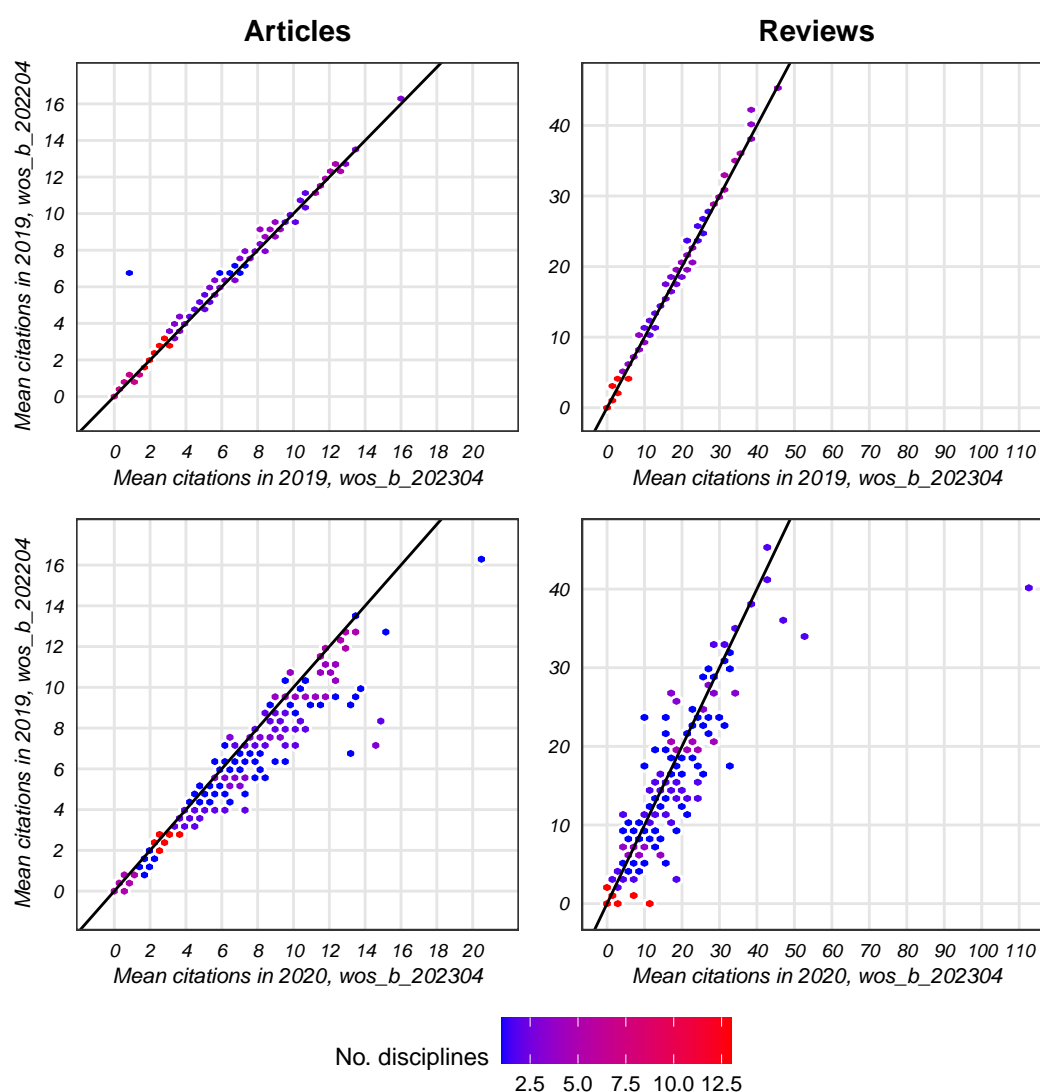 Articles
Reviews
Mean citations in 2019, wos_b_202204
16
14
12
10
8
6
4
2
0
0 2 4 6 8 10 12 14 16 18 20
Mean citations in 2019, wos_b_202304
40
30
20
10
0
0 10 20 30 40 50 60 70 80 90 100 110
Mean citations in 2019, wos_b_202304
Mean citations in 2019, wos_b_202204
16
14
12
10
8
6
4
2
0
0 2 4 6 8 10 12 14 16 18 20
Mean citations in 2020, wos_b_202304
40
30
20
10
0
0 10 20 30 40 50 60 70 80 90 100 110
Mean citations in 2020, wos_b_202304
No. disciplines
2.5 5.0 7.5 10.0 12.5